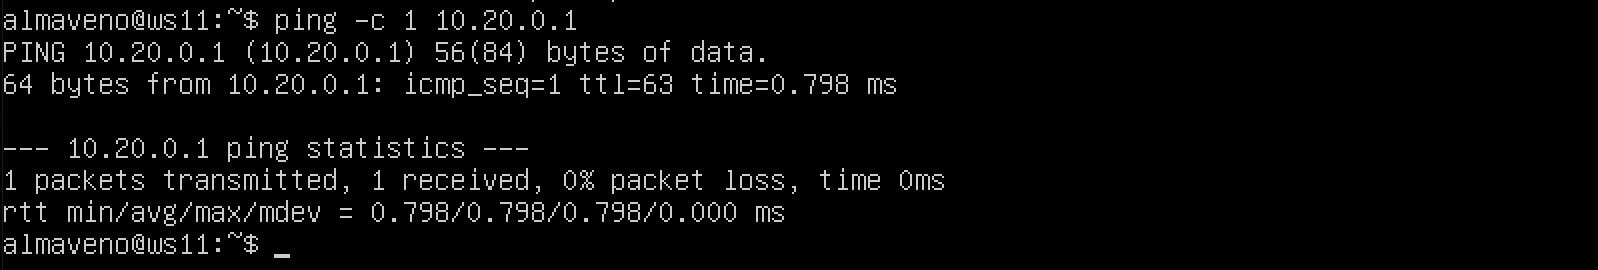 almaveno@ws11:~$ ping -c 1 10.20.0.1
PING 10.20.0.1 (10.20.0.1) 56(84) bytes of data.
64 bytes from 10.20.0.1: icmp_seq=1 ttl=63 time=0.798 ms

--- 10.20.0.1 ping statistics ---
1 packets transmitted, 1 received, 0% packet loss, time 0ms
rtt min/avg/max/mdev = 0.798/0.798/0.798/0.000 ms
almaveno@ws11:~$ _